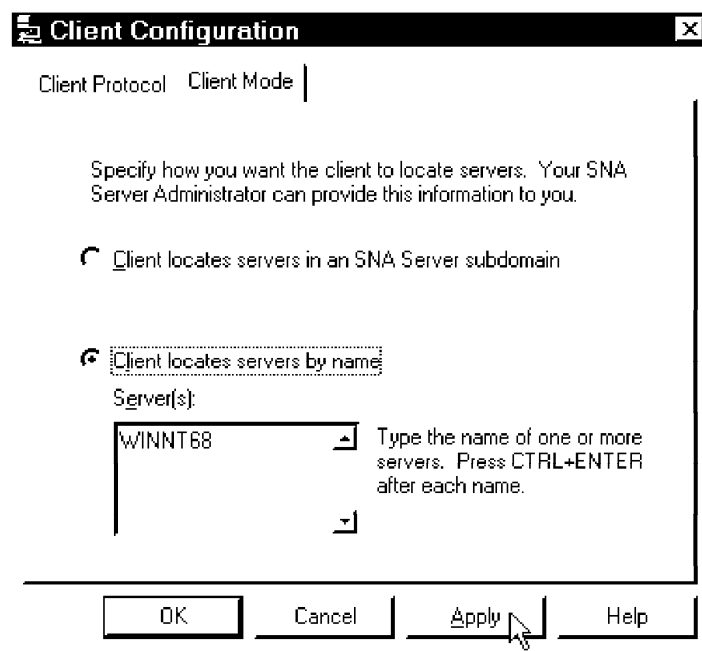 Client Configuration
Client Protocol Client Mode
Specify how you want the client to locate servers. Your SNA
Server Administrator can provide this information to you.
Client locates servers in an SNA Server subdomain
Client locates servers by name
Server(s):
WINNT68
Type the name of one or more
servers. Press CTRL+ENTER
after each name.
OK Cancel Apply Help